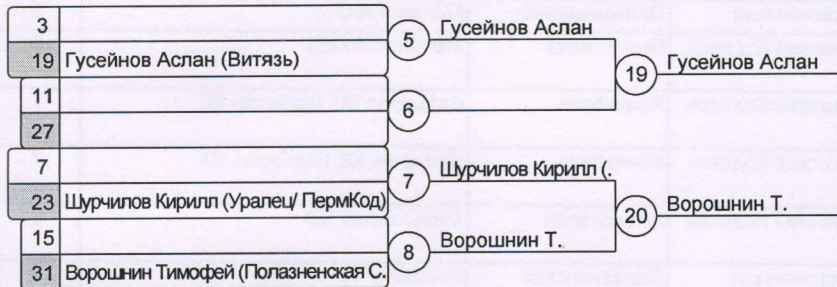 3
19 Гусейнов Аслан (Витязь)
5 Гусейнов Аслан
11
27
6
19 Гусейнов Аслан
7
23 Шурчилов Кирилл (Уралец/ ПермКод)
7 Шурчилов Кирилл (.
15
31 Ворошнин Тимофей (Полазненская С.
8 Ворошнин Т.
20 Ворошнин Т.